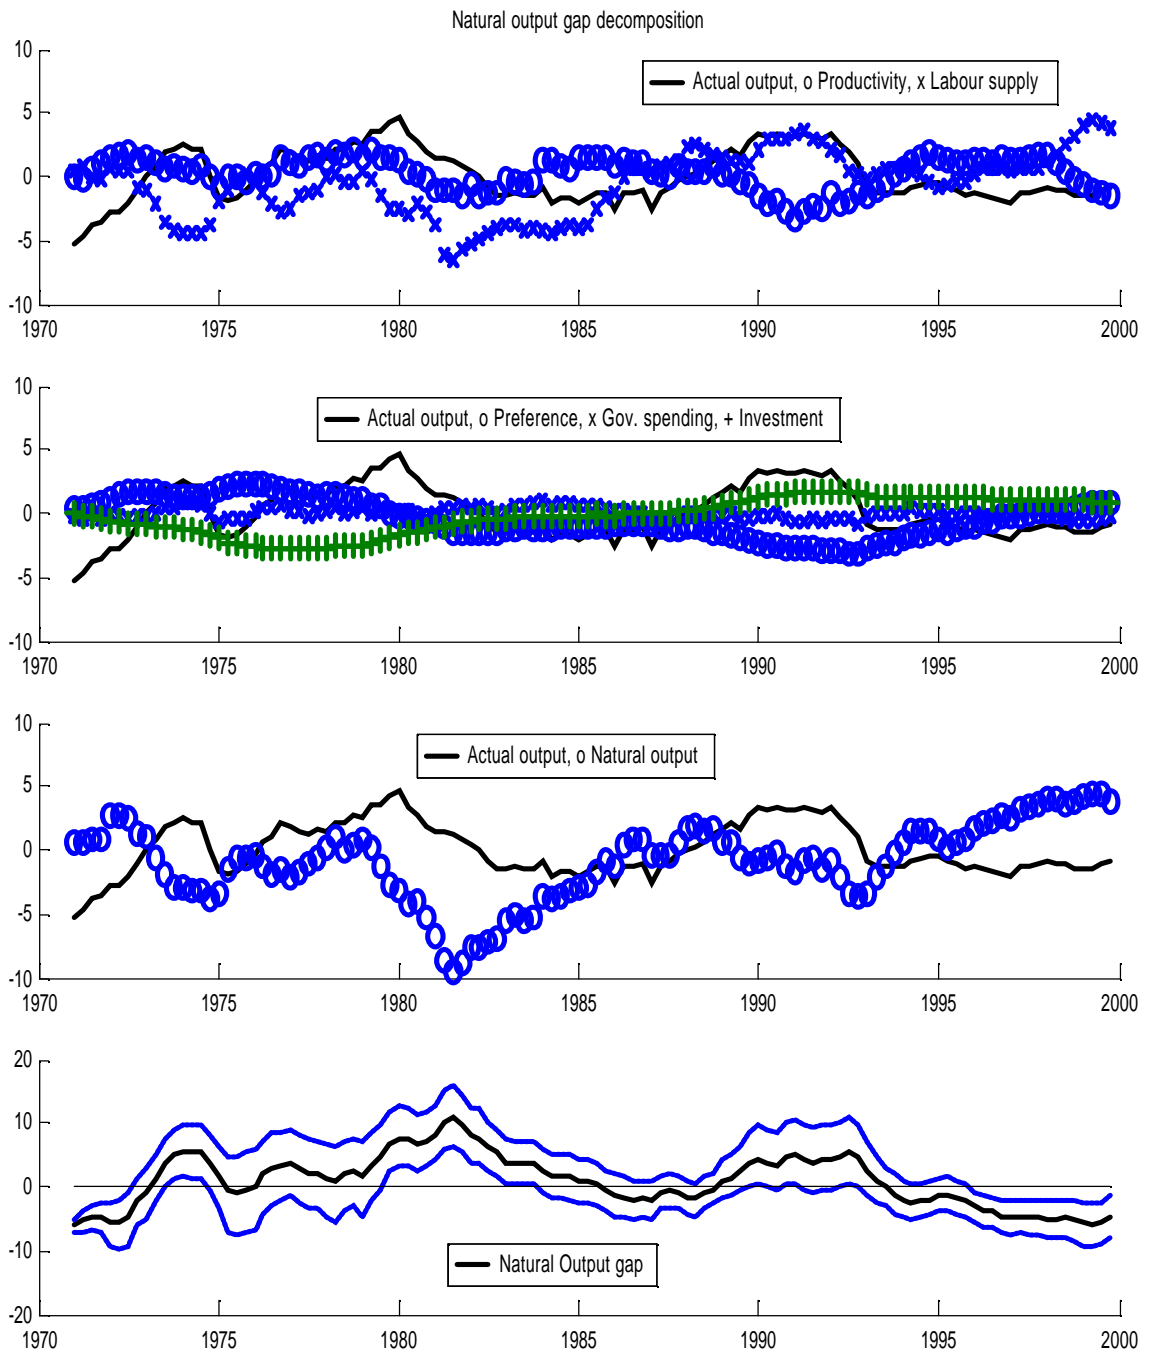 Natural output gap decomposition
10
5
0
-5
-10
Actual output, o Productivity, x Labour supply
1970 1975 1980 1985 1990 1995 2000
10
5
0
-5
-10
Actual output, o Preference, x Gov. spending, + Investment
1970 1975 1980 1985 1990 1995 2000
10
5
0
-5
-10
Actual output, o Natural output
1970 1975 1980 1985 1990 1995 2000
20
10
0
-10
-20
Natural Output gap
1970 1975 1980 1985 1990 1995 2000